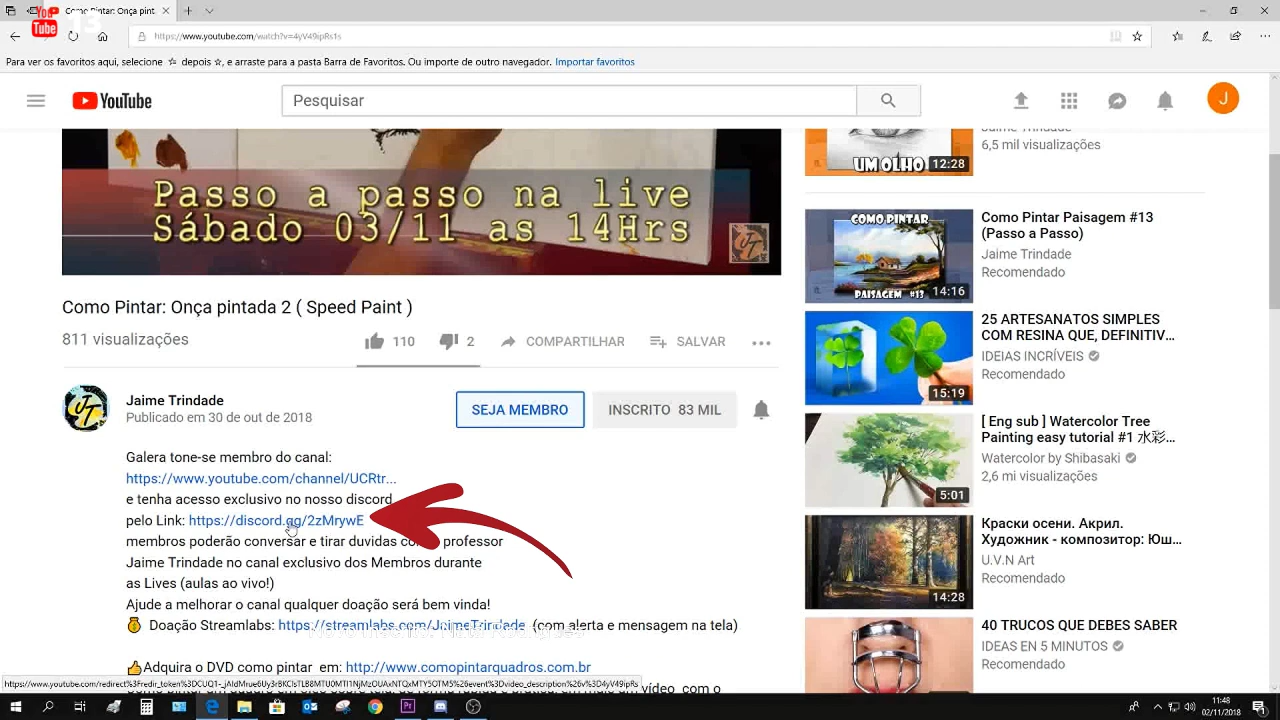 Como Pintar: Onça pint
You Tube
13
https://www.youtube.com/watch?v=4yV49ipRs1s
Para ver os favoritos aqui, selecione ☆ depois ☆, e arraste para a pasta Barra de Favoritos. Ou importe de outro navegador. Importar favoritos
YouTube
Pesquisar
J
Passo a passo na live
Sábado 03/11 as 14Hrs
JT
Como Pintar: Onça pintada 2 ( Speed Paint )
811 visualizações
110
2
COMPARTILHAR
SALVAR
JT
Jaime Trindade
Publicado em 30 de out de 2018
SEJA MEMBRO
INSCRITO 83 MIL
Galera tone-se membro do canal:
https://www.youtube.com/channel/UCRtr...
e tenha acesso exclusivo no nosso discord
pelo Link: https://discord.gg/2zMrywE
membros poderão conversar e tirar duvidas professor
Jaime Trindade no canal exclusivo dos Membros durante
as Lives (aulas ao vivo!)
Ajude a melhorar o canal qualquer doação será bem vinda!
💰 Doação Streamlabs: https://streamlabs.com/JaimeTrindade (com alerta e mensagem na tela)
👍Adquira o DVD como pintar em: http://www.comopintarquadros.com.br
UM OLHO
12:28
Jaime Trindade
6,5 mil visualizações
COMO PINTAR
PAISAGEM #13
14:16
Como Pintar Paisagem #13
(Passo a Passo)
Jaime Trindade
Recomendado
15:19
25 ARTESANATOS SIMPLES
COM RESINA QUE, DEFINITIV...
IDEIAS INCRÍVEIS
Recomendado
5:01
[ Eng sub ] Watercolor Tree
Painting easy tutorial #1 水彩...
Watercolor by Shibasaki
2,6 mi visualizações
14:28
Краски осени. Акрил.
Художник - композитор: Юш...
U.V.N Art
Recomendado
40 TRUCOS QUE DEBES SABER
IDEAS EN 5 MINUTOS
Recomendado
11:48
02/11/2018